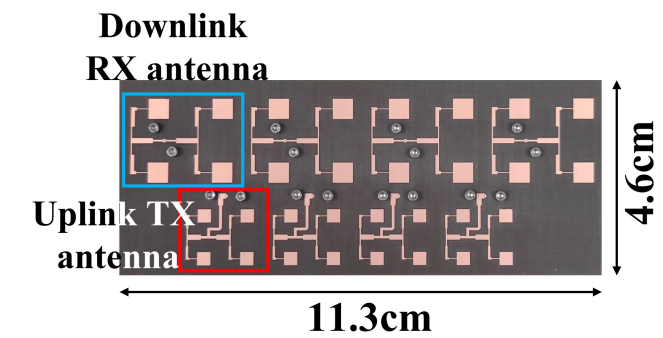 Downlink
RX antenna
Uplink TX
antenna
4.6cm
11.3cm